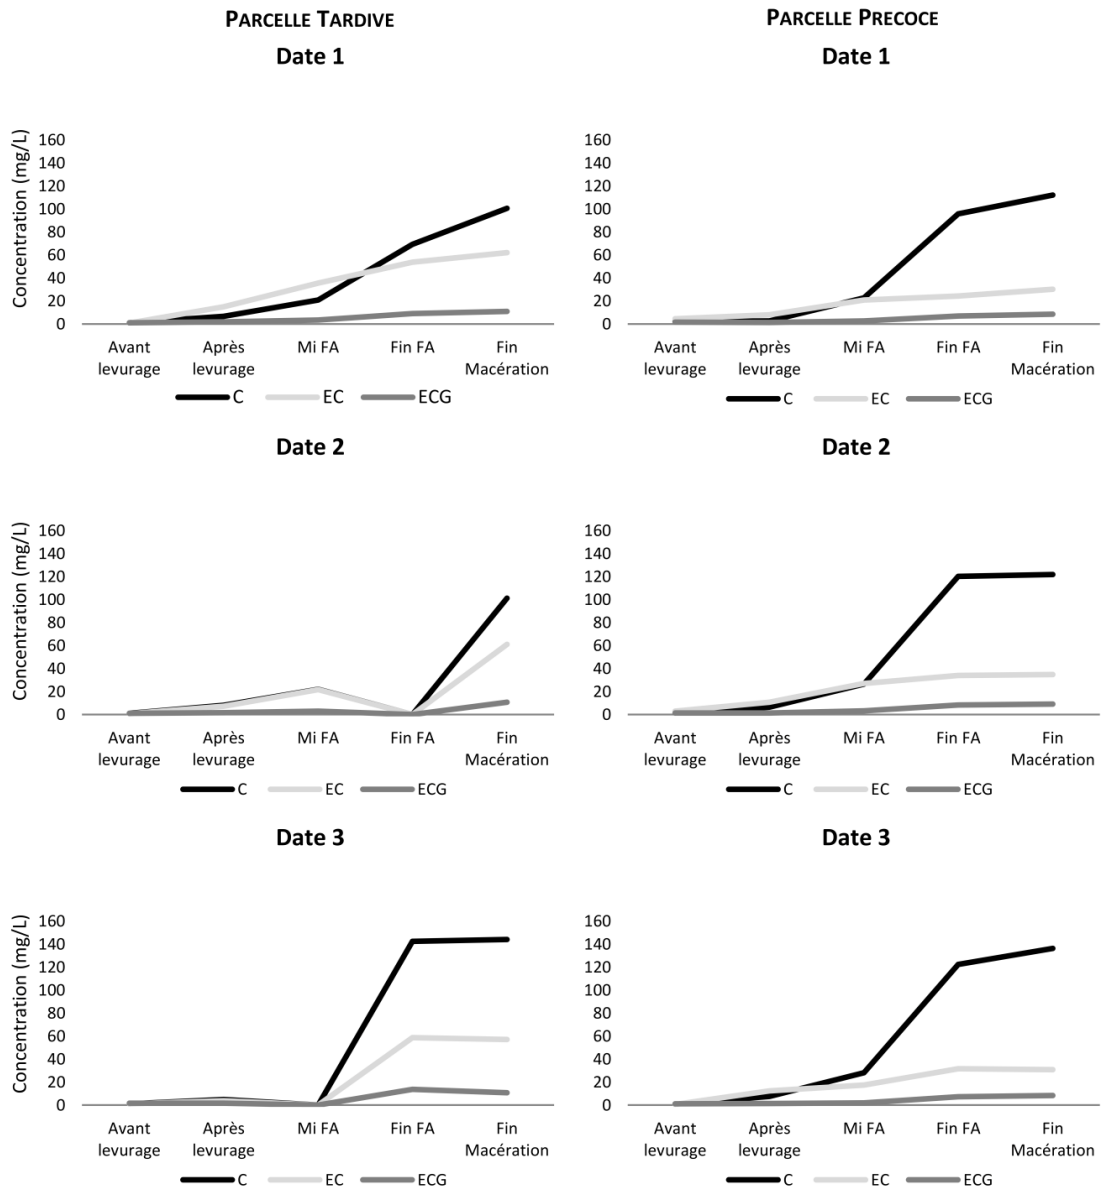 PARCELLE TARDIVE
PARCELLE PRECOCE
Date 1
Concentration (mg/L)
160
140
120
100
80
60
40
20
0
Avant levurage
Après levurage
Mi FA
Fin FA
Fin Macération
C EC ECG
Date 1
160
140
120
100
80
60
40
20
0
Avant levurage
Après levurage
Mi FA
Fin FA
Fin Macération
C EC ECG
Date 2
Concentration (mg/L)
160
140
120
100
80
60
40
20
0
Avant levurage
Après levurage
Mi FA
Fin FA
Fin Macération
C EC ECG
Date 2
160
140
120
100
80
60
40
20
0
Avant levurage
Après levurage
Mi FA
Fin FA
Fin Macération
C EC ECG
Date 3
Concentration (mg/L)
160
140
120
100
80
60
40
20
0
Avant levurage
Après levurage
Mi FA
Fin FA
Fin Macération
C EC ECG
Date 3
160
140
120
100
80
60
40
20
0
Avant levurage
Après levurage
Mi FA
Fin FA
Fin Macération
C EC ECG